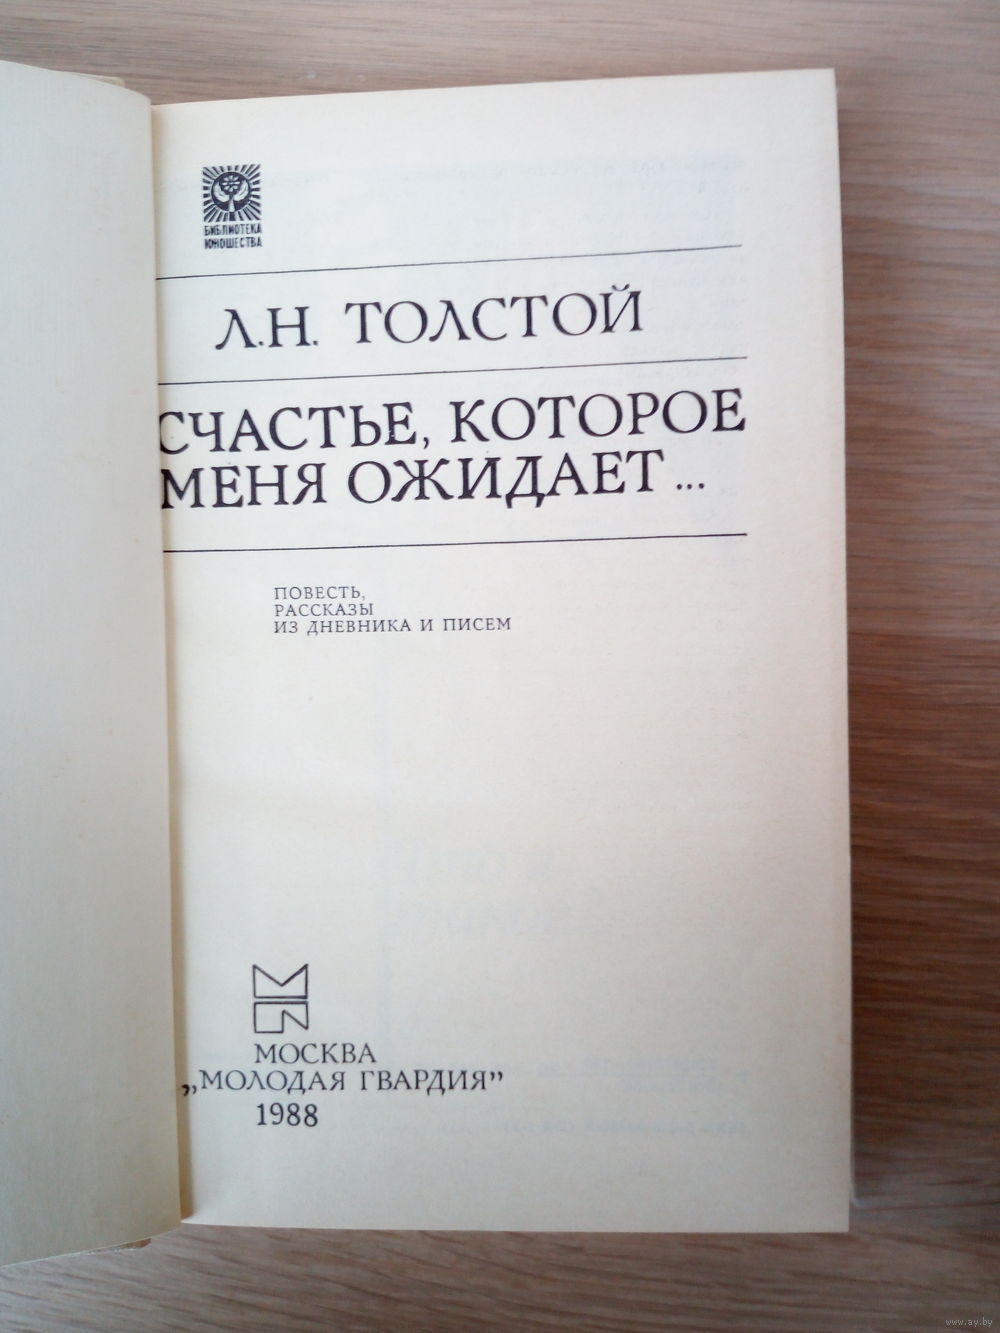 БИБЛИОТЕКА
ЮНОШЕСТВА
Л.Н. ТОЛСТОЙ
СЧАСТЬЕ, КОТОРОЕ
МЕНЯ ОЖИДАЕТ...
ПОВЕСТЬ,
РАССКАЗЫ
ИЗ ДНЕВНИКА И ПИСЕМ
МОСКВА
„МОЛОДАЯ ГВАРДИЯ”
1988
www.ay.by